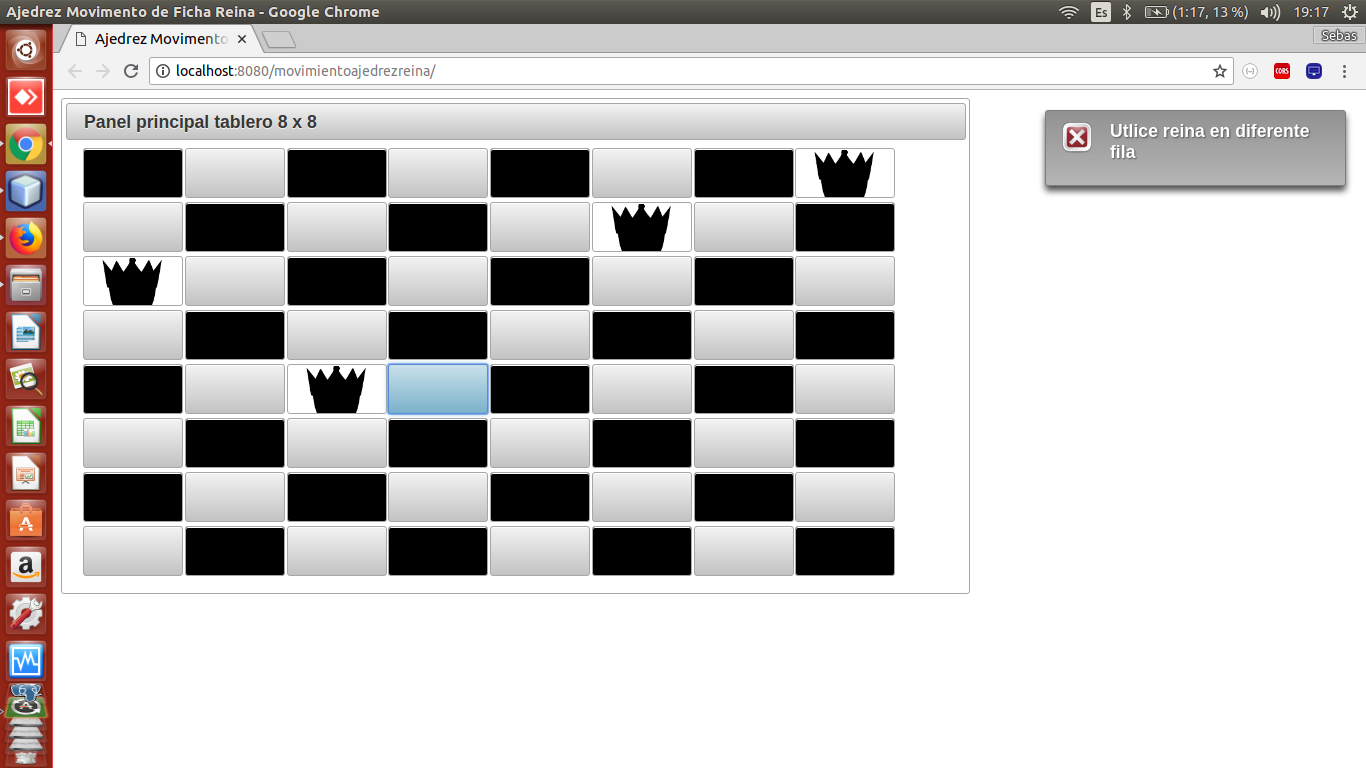 Ajedrez Movimento de Ficha Reina - Google Chrome
Es
(1:17, 13 %)
19:17
Ajedrez Movimento
Sebas
localhost:8080/movimientoajedrezreina/
CORS
Panel principal tablero 8 x 8
Utlice reina en diferente
fila